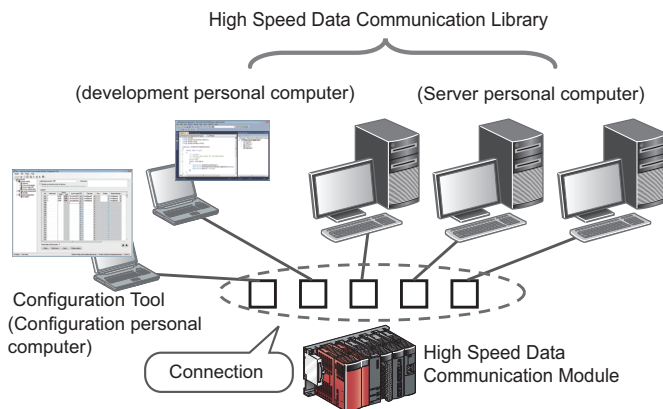 High Speed Data Communication Library
(development personal computer)
(Server personal computer)
Configuration Tool
(Configuration personal
computer)
Connection
High Speed Data
Communication Module